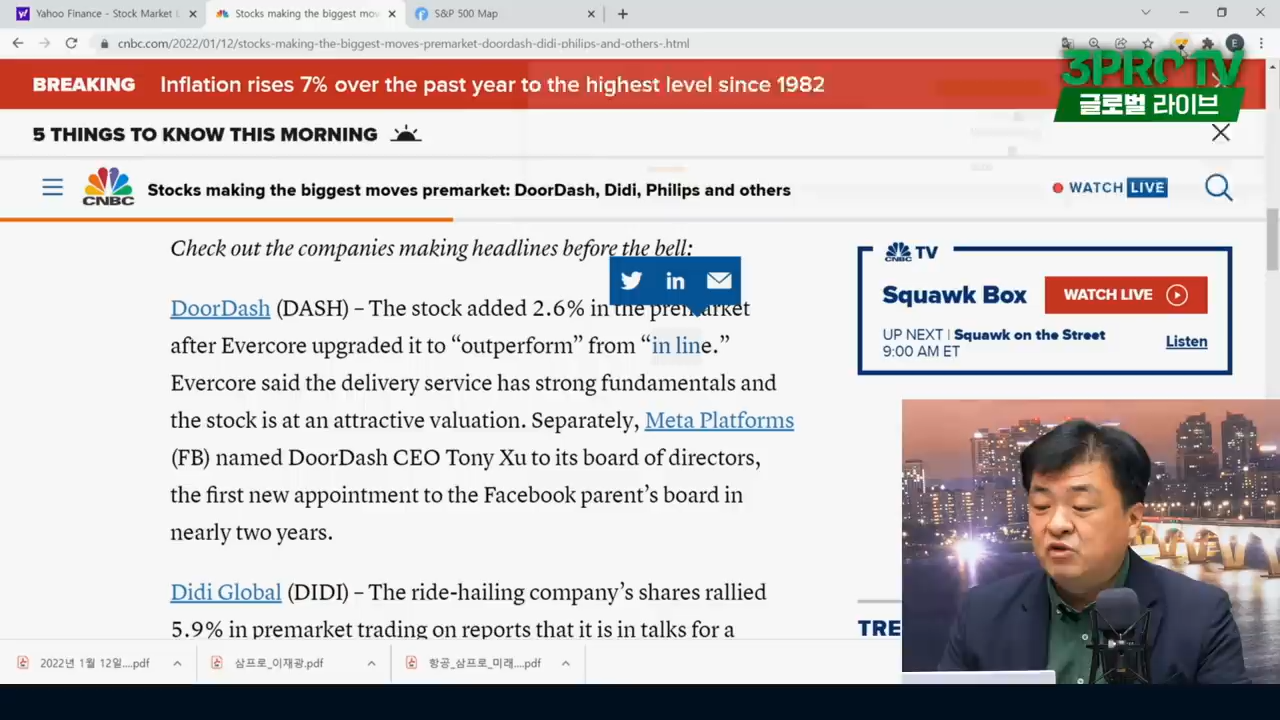 Yahoo Finance - Stock Market L
Stocks making the biggest mov
S&P 500 Map
cnbc.com/2022/01/12/stocks-making-the-biggest-moves-premarket-doordash-didi-philips-and-others-.html
E
3PRO TV
글로벌 라이브
BREAKING Inflation rises 7% over the past year to the highest level since 1982
5 THINGS TO KNOW THIS MORNING
CNBC
Stocks making the biggest moves premarket: DoorDash, Didi, Philips and others
WATCH LIVE
Check out the companies making headlines before the bell:
DoorDash (DASH) – The stock added 2.6% in the premarket
after Evercore upgraded it to “outperform” from “in line.”
Evercore said the delivery service has strong fundamentals and
the stock is at an attractive valuation. Separately, Meta Platforms
(FB) named DoorDash CEO Tony Xu to its board of directors,
the first new appointment to the Facebook parent’s board in
nearly two years.
Didi Global (DIDI) – The ride-hailing company’s shares rallied
5.9% in premarket trading on reports that it is in talks for a
CNBC TV
Squawk Box
WATCH LIVE
UP NEXT | Squawk on the Street
9:00 AM ET
Listen
TRE
2022년 1월 12일....pdf
삼프로_이재광.pdf
항공_삼프로_미래....pdf